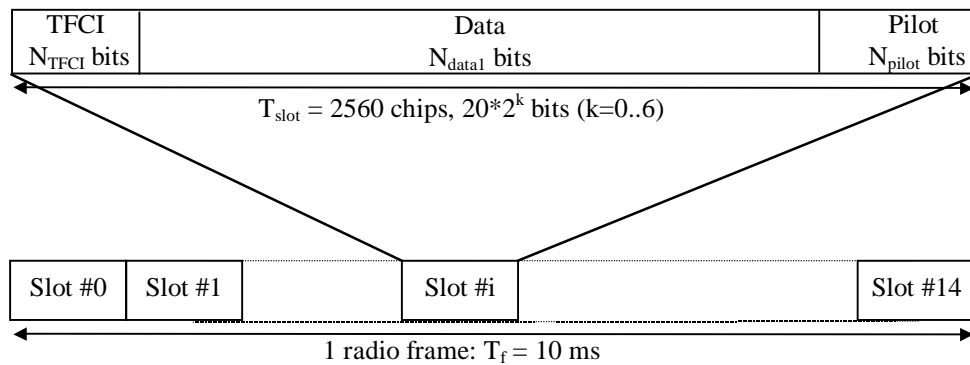 TFCI
N_TFCI bits
Data
N_data1 bits
Pilot
N_pilot bits
T_slot = 2560 chips, 20*2^k bits (k=0..6)
Slot #0
Slot #1
Slot #i
Slot #14
1 radio frame: T_f = 10 ms